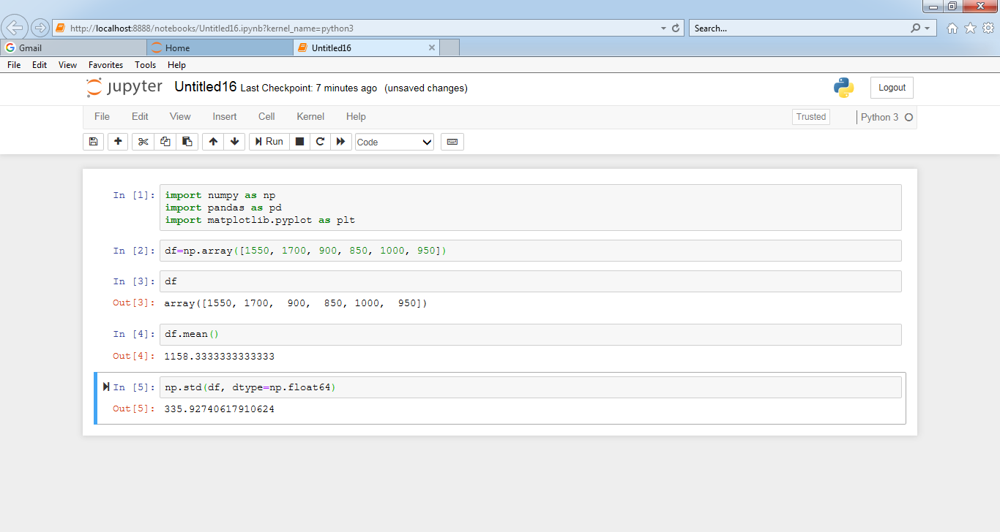 http://localhost:8888/notebooks/Untitled16.ipynb?kernel_name=python3
Search...
Gmail
Home
Untitled16
File Edit View Favorites Tools Help
jupyter Untitled16 Last Checkpoint: 7 minutes ago (unsaved changes)
Logout
File Edit View Insert Cell Kernel Help
Trusted
Python 3
Run
Code
In [1]: import numpy as np
import pandas as pd
import matplotlib.pyplot as plt
In [2]: df=np.array([1550, 1700, 900, 850, 1000, 950])
In [3]: df
Out[3]: array([1550, 1700,  900,  850, 1000,  950])
In [4]: df.mean()
Out[4]: 1158.3333333333333
In [5]: np.std(df, dtype=np.float64)
Out[5]: 335.92740617910624